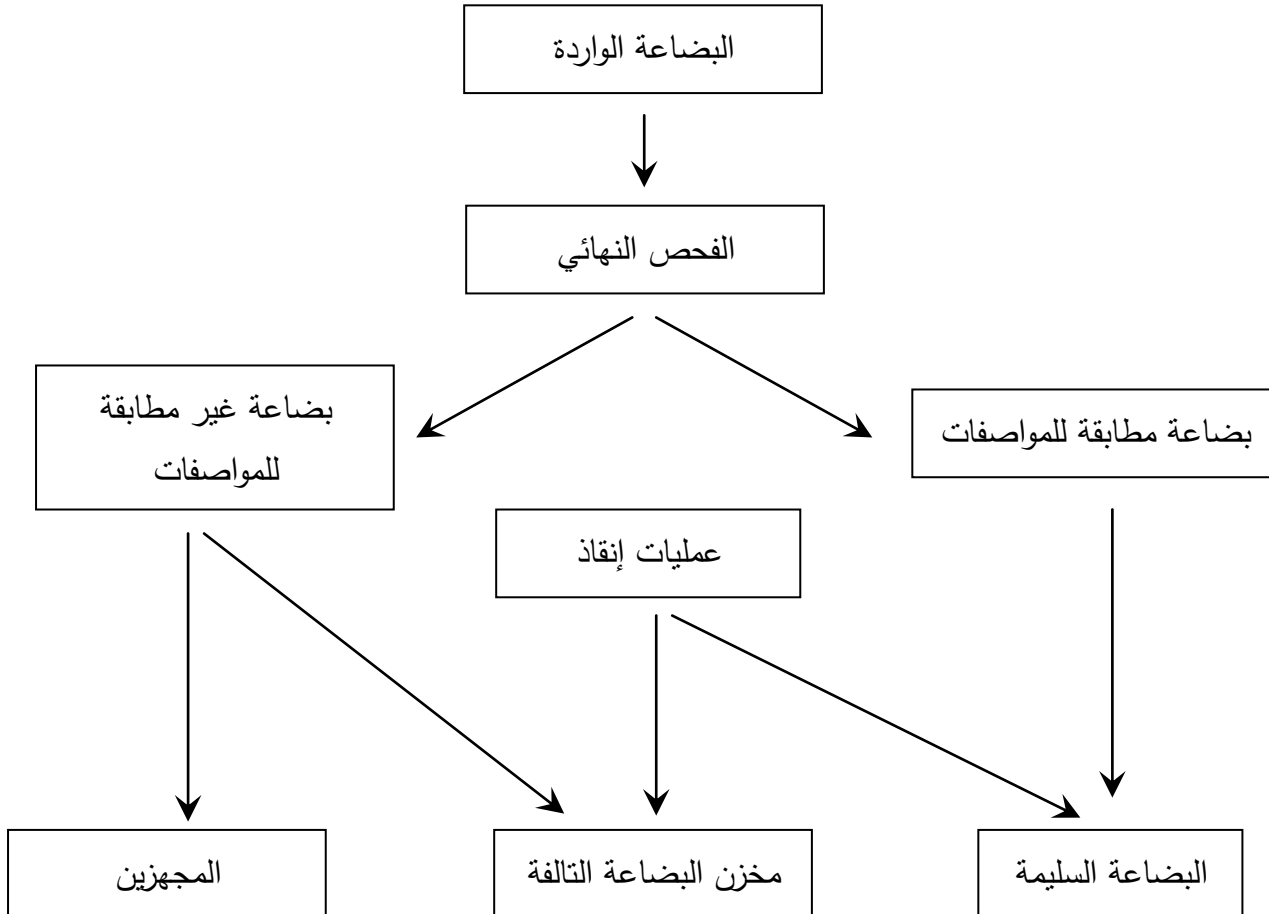 البضاعة الواردة
الفحص النهائي
بضاعة مطابقة للمواصفات
بضاعة غير مطابقة
للمواصفات
عمليات إنقاذ
البضاعة السليمة
مخزن البضاعة التالفة
المجهزين